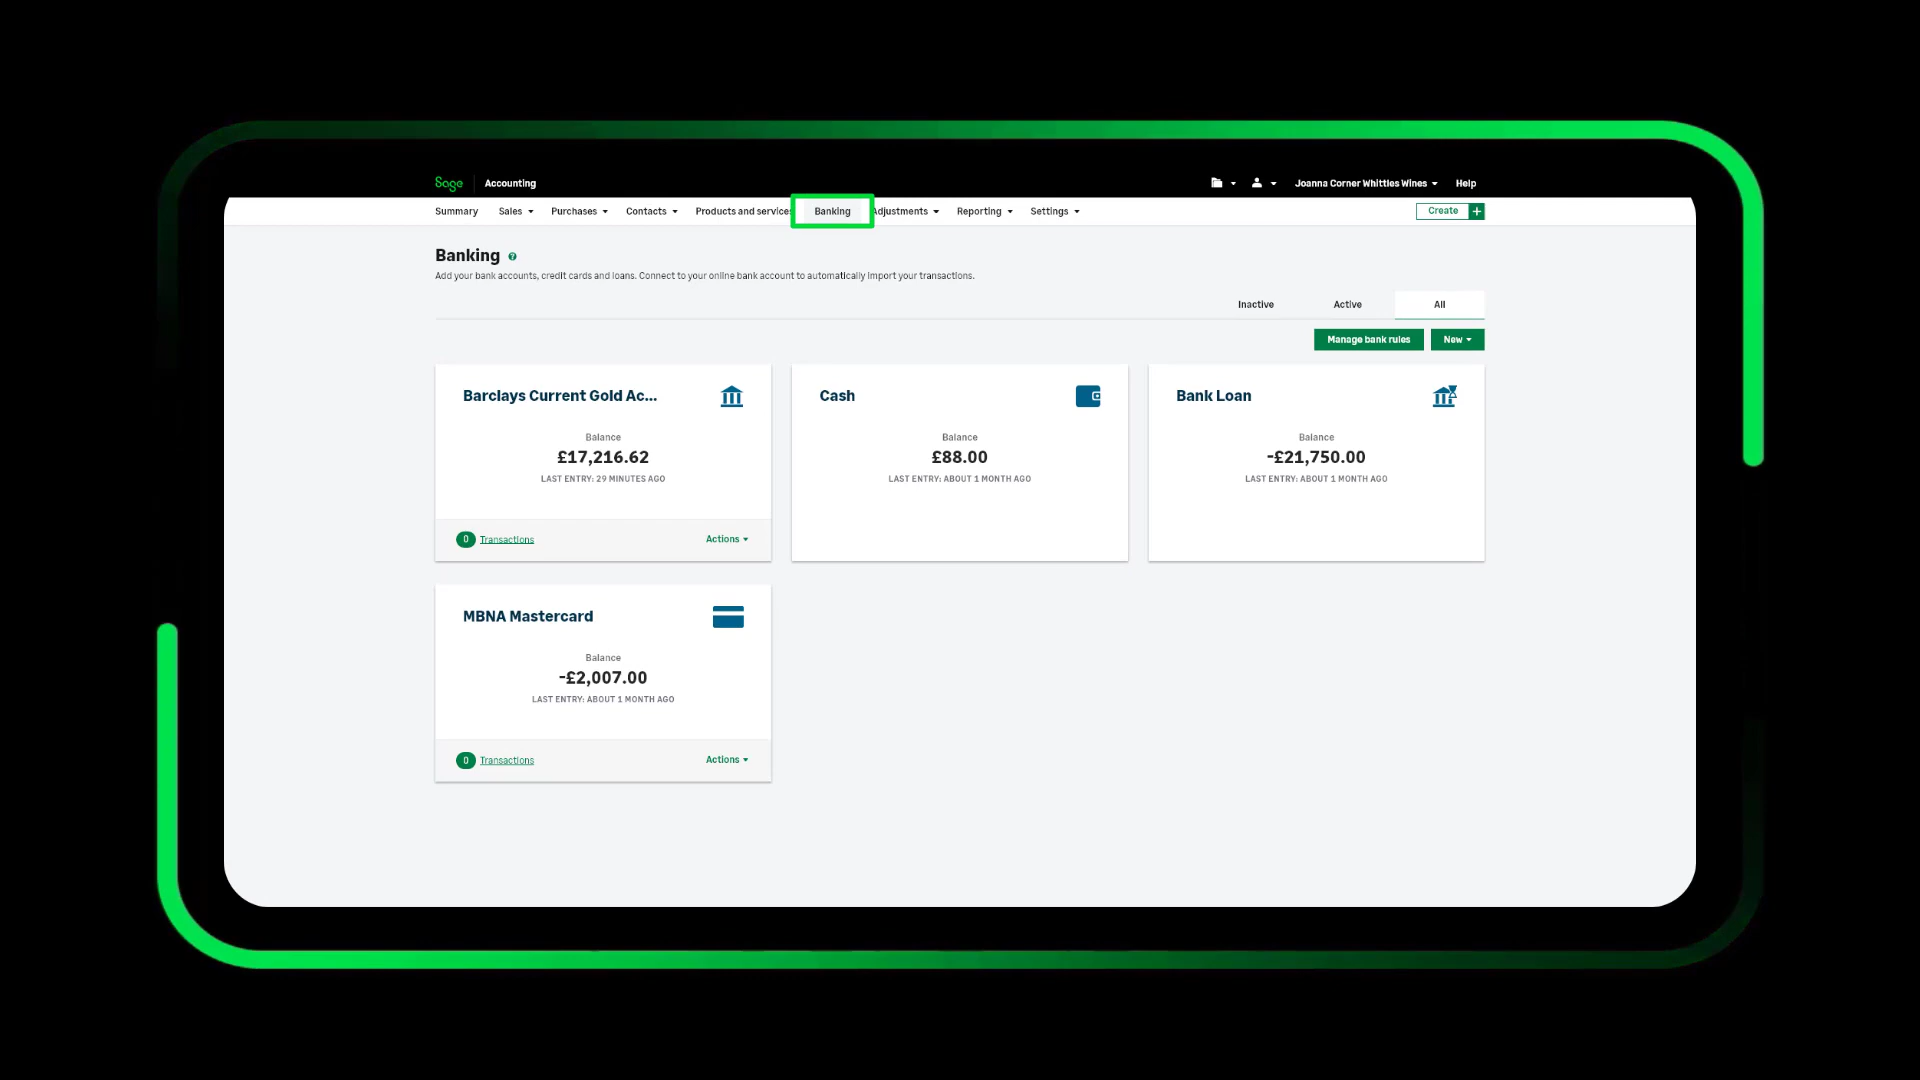 Sage Accounting Joanna Corner Whittles Wines Help
Summary Sales Purchases Contacts Products and services Banking Adjustments Reporting Settings Create +
Banking ?
Add your bank accounts, credit cards and loans. Connect to your online bank account to automatically import your transactions.
Inactive Active All
Manage bank rules New
Barclays Current Gold Ac...
Balance
£17,216.62
LAST ENTRY: 29 MINUTES AGO
0 Transactions Actions
Cash
Balance
£88.00
LAST ENTRY: ABOUT 1 MONTH AGO
Bank Loan
Balance
-£21,750.00
LAST ENTRY: ABOUT 1 MONTH AGO
MBNA Mastercard
Balance
-£2,007.00
LAST ENTRY: ABOUT 1 MONTH AGO
0 Transactions Actions